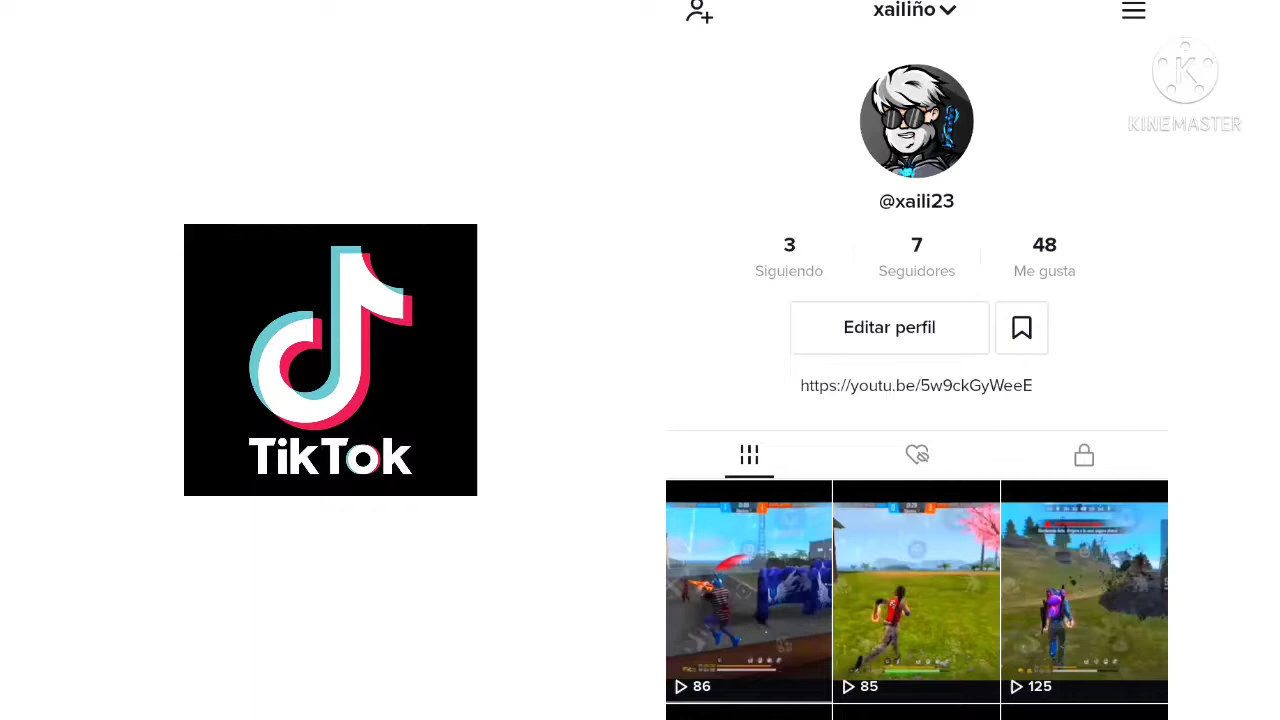 xailiño
KINEMASTER
@xaili23
3 7 48
Siguiendo Seguidores Me gusta
Editar perfil
https://youtu.be/5w9ckGyWeeE
TikTok
86 85 125